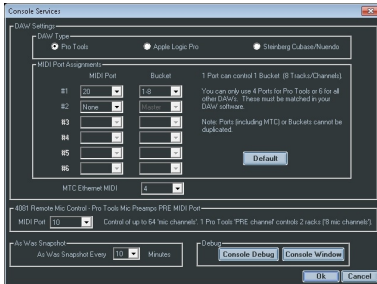 Console Services
DAW Settings
DAW Type
Pro Tools
Apple Logic Pro
Steinberg Cubase/Nuendo
MIDI Port Assignments
MIDI Port Bucket
#1 20 1-8
#2 None Master
#3
#4
#5
#6
1 Port can control 1 Bucket (8 Tracks/Channels).
You can only use 4 Ports for Pro Tools or 6 for all
other DAW's. These must be matched in your
DAW software.
Note: Ports (including MTC) or Buckets cannot be
duplicated.
Default
MTC Ethernet MIDI 4
4081 Remote Mic Control - Pro Tools Mic Preamps PRE MIDI Port
MIDI Port 10 Control of up to 64 'mic channels'. 1 Pro Tools 'PRE channel' controls 2 racks ('8 mic channels').
As Was Snapshot
As Was Snapshot Every 10 Minutes
Debug
Console Debug Console Window
Ok Cancel